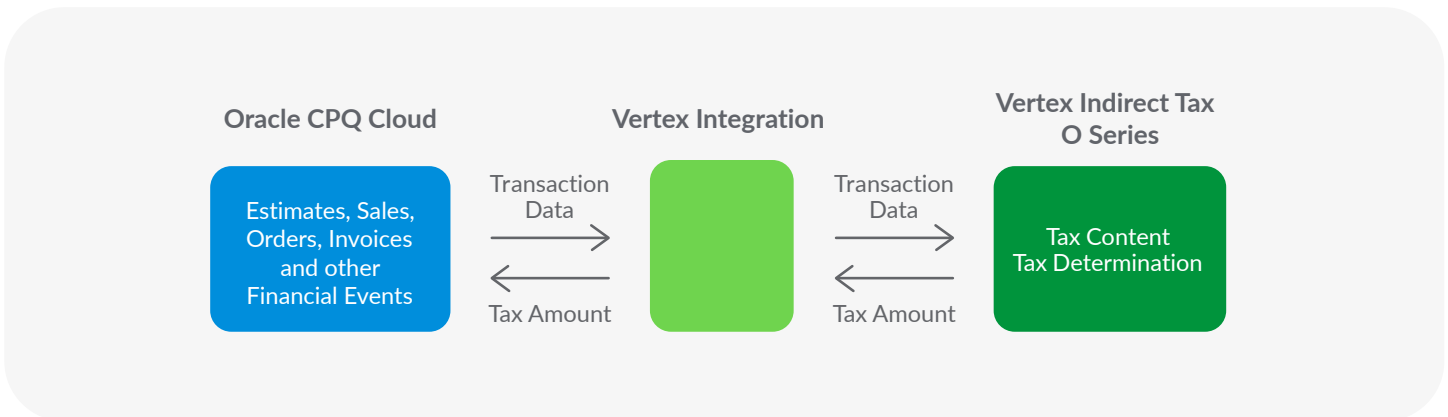 Oracle CPQ Cloud
Estimates, Sales,
Orders, Invoices
and other
Financial Events
Transaction
Data
Tax Amount
Vertex Integration
Transaction
Data
Tax Amount
Vertex Indirect Tax
O Series
Tax Content
Tax Determination